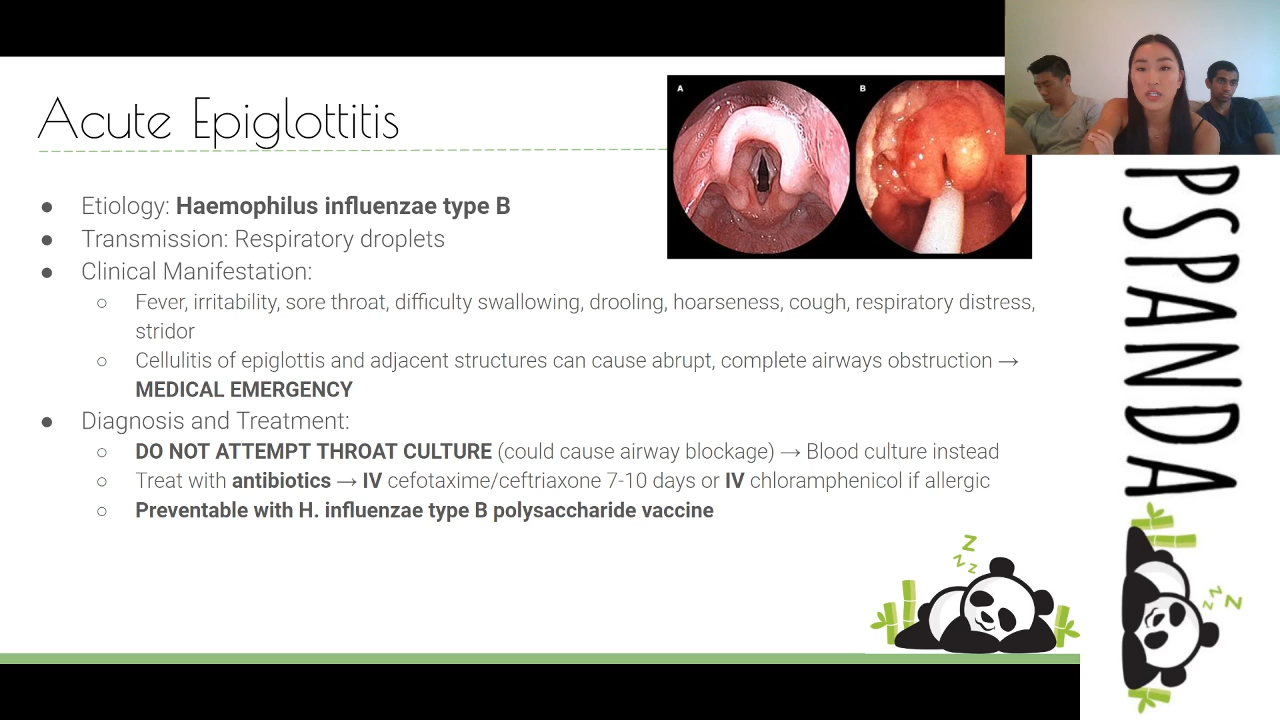 Acute Epiglottitis
A
B
● Etiology: Haemophilus influenzae type B
● Transmission: Respiratory droplets
● Clinical Manifestation:
○ Fever, irritability, sore throat, difficulty swallowing, drooling, hoarseness, cough, respiratory distress,
stridor
○ Cellulitis of epiglottis and adjacent structures can cause abrupt, complete airways obstruction →
MEDICAL EMERGENCY
● Diagnosis and Treatment:
○ DO NOT ATTEMPT THROAT CULTURE (could cause airway blockage) → Blood culture instead
○ Treat with antibiotics → IV cefotaxime/ceftriaxone 7-10 days or IV chloramphenicol if allergic
○ Preventable with H. influenzae type B polysaccharide vaccine
Z
Z
Z
PSPANDA
Z
Z
Z